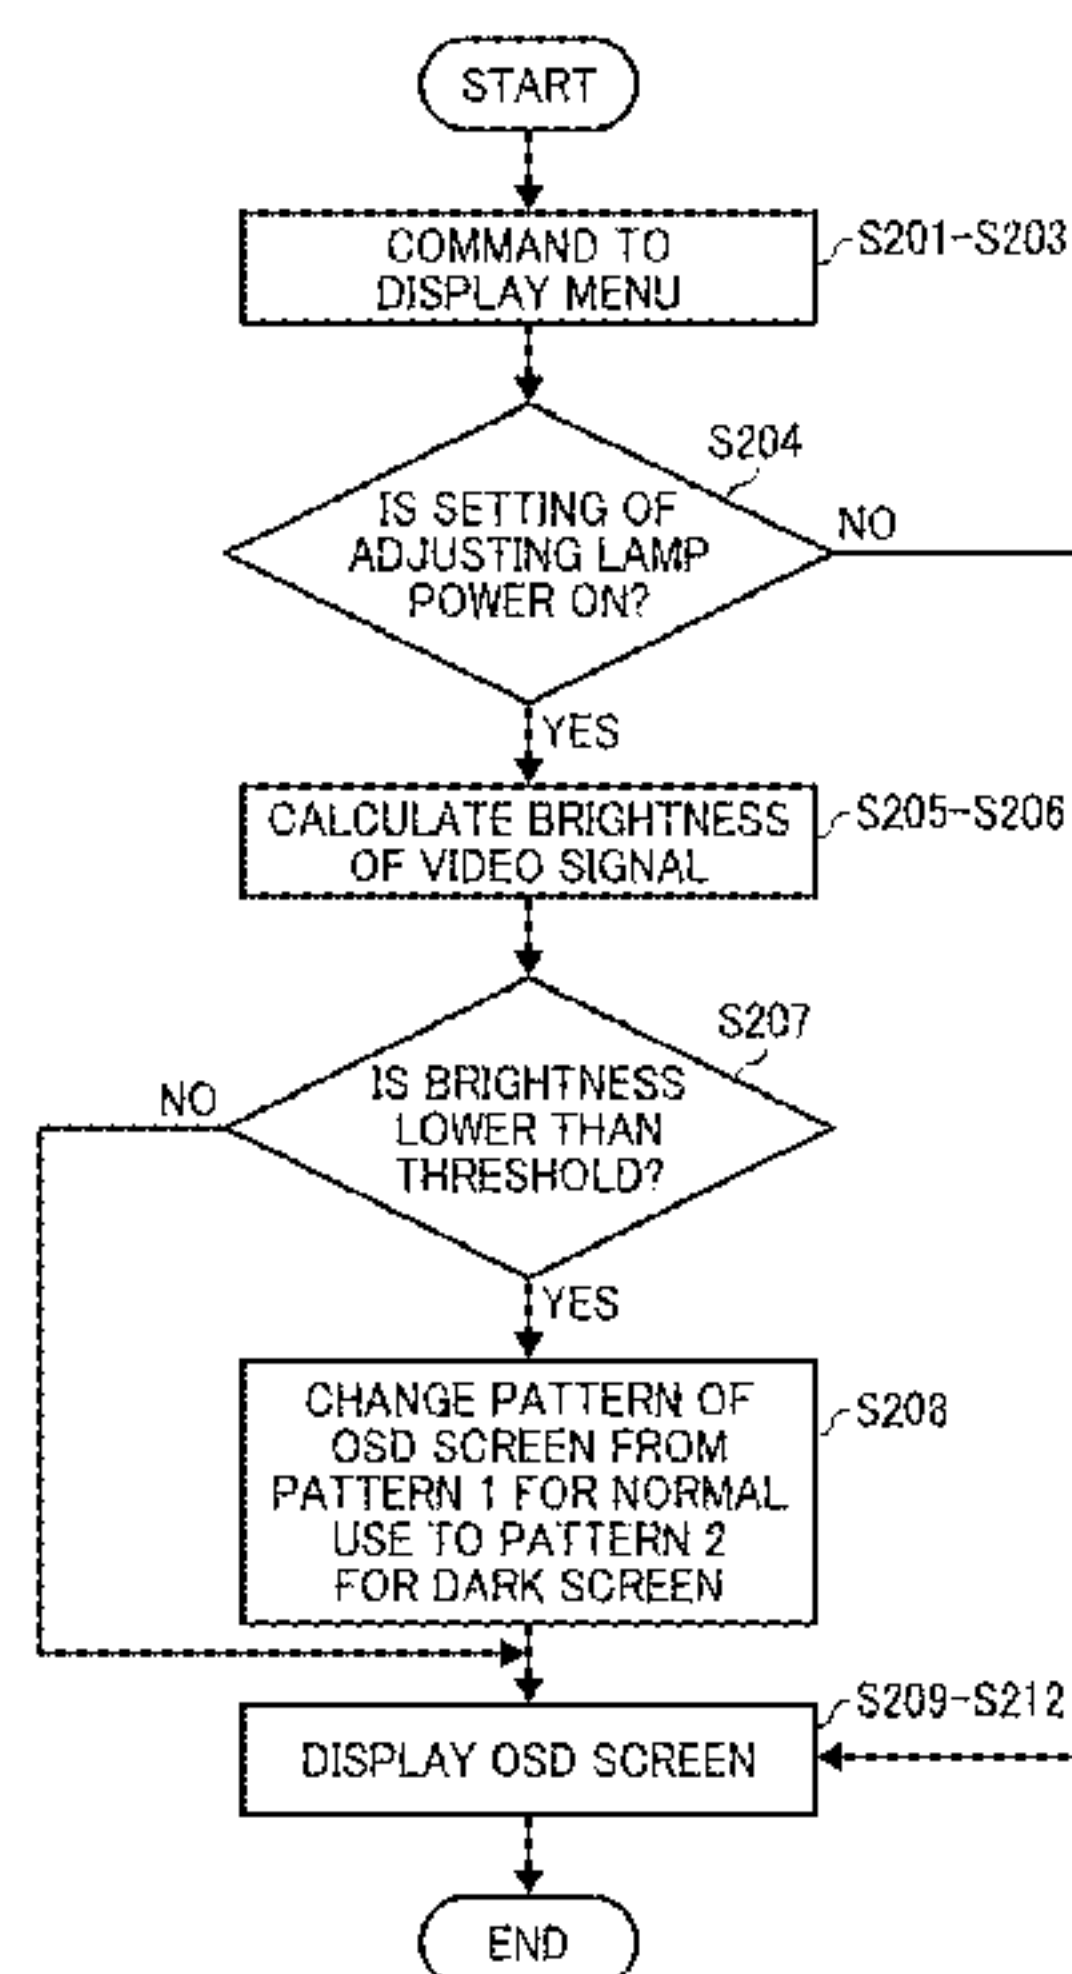 START
COMMAND TO
DISPLAY MENU
S201-S203
S204
IS SETTING OF
ADJUSTING LAMP
POWER ON?
NO
YES
CALCULATE BRIGHTNESS
OF VIDEO SIGNAL
S205-S206
S207
IS BRIGHTNESS
LOWER THAN
THRESHOLD?
NO
YES
CHANGE PATTERN OF
OSD SCREEN FROM
PATTERN 1 FOR NORMAL
USE TO PATTERN 2
FOR DARK SCREEN
S208
S209-S212
DISPLAY OSD SCREEN
END